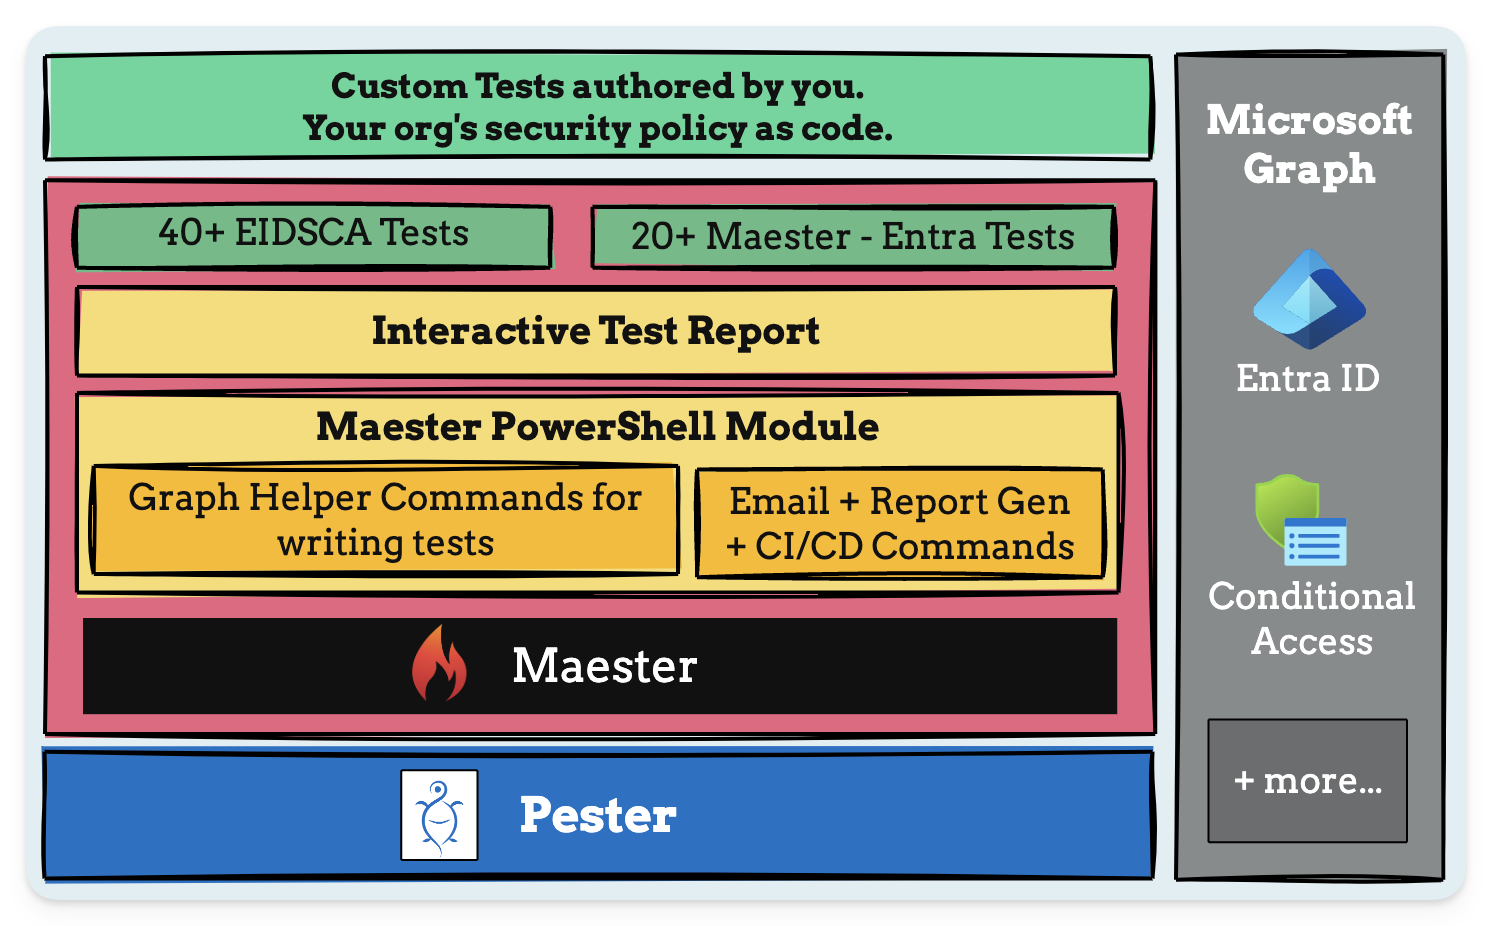 Custom Tests authored by you.
Your org's security policy as code.
40+ EIDSCA Tests
20+ Maester - Entra Tests
Interactive Test Report
Maester PowerShell Module
Graph Helper Commands for
writing tests
Email + Report Gen
+ CI/CD Commands
Maester
Pester
Microsoft
Graph
Entra ID
Conditional
Access
+ more...